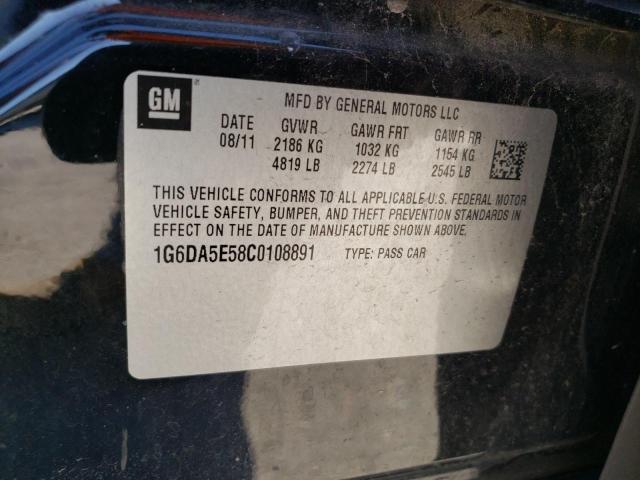 GM
MFD BY GENERAL MOTORS LLC
DATE GVWR GAWR FRT GAWR RR
08/11 2186 KG 1032 KG 1154 KG
4819 LB 2274 LB 2545 LB
THIS VEHICLE CONFORMS TO ALL APPLICABLE U.S. FEDERAL MOTOR
VEHICLE SAFETY, BUMPER, AND THEFT PREVENTION STANDARDS IN
EFFECT ON THE DATE OF MANUFACTURE SHOWN ABOVE.
1G6DA5E58C0108891 TYPE: PASS CAR